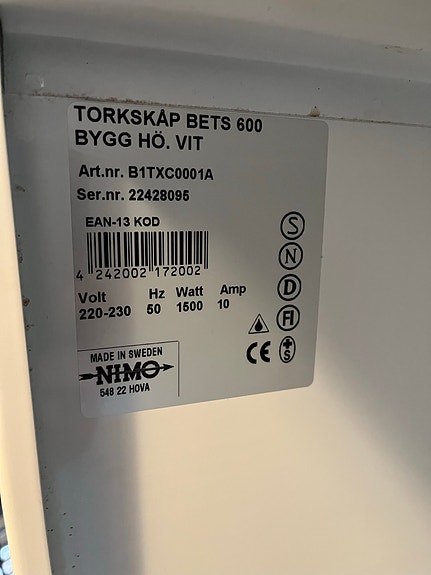 TORKSKÅP BETS 600
BYGG HÖ. VIT
Art.nr. B1TXC0001A
Ser.nr. 22428095
EAN-13 KOD
4 242002 172002
Volt Hz Watt Amp
220-230 50 1500 10
S
N
D
FI
CE
+S
MADE IN SWEDEN
NIMO
548 22 HOVA